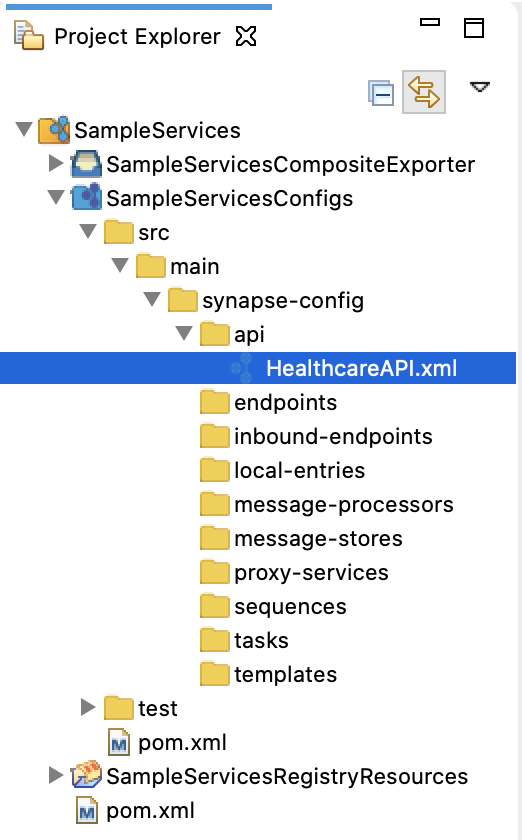 Project Explorer
SampleServices
SampleServicesCompositeExporter
SampleServicesConfigs
src
main
synapse-config
api
HealthcareAPI.xml
endpoints
inbound-endpoints
local-entries
message-processors
message-stores
proxy-services
sequences
tasks
templates
test
M pom.xml
SampleServicesRegistryResources
M pom.xml